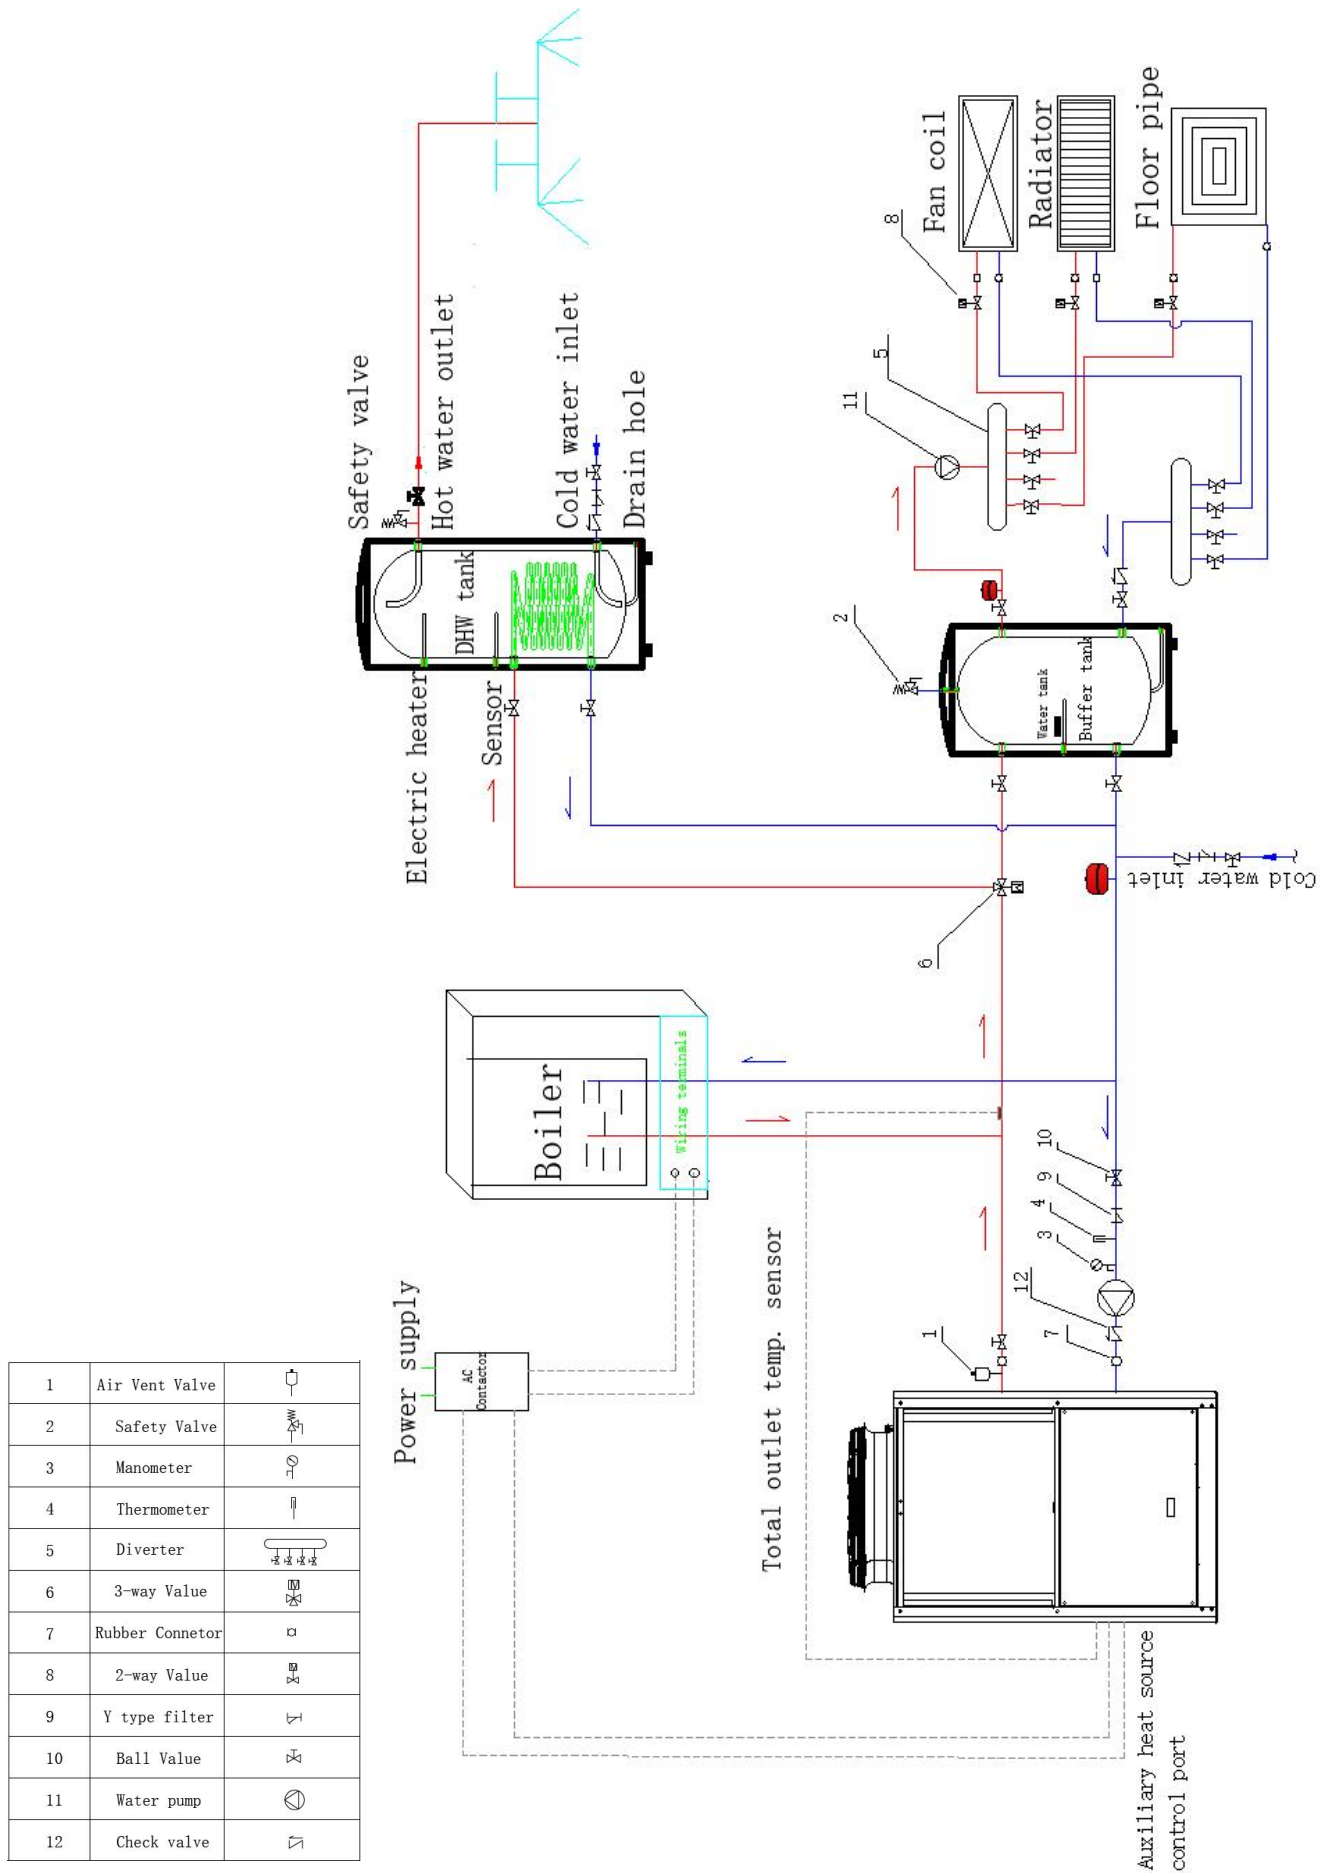 Fan coil
Radiator
Floor pipe
8
5
11
Safety valve
Hot water outlet
Cold water inlet
Drain hole
DHW tank
Electric heater
Sensor
2
Water tank
Buffer tank
Cold water inlet
6
Boiler
Wiring terminals
10
9
4
3
12
7
1
Total outlet temp. sensor
Power supply
AC
Contactor
Auxiliary heat source
control port
1 Air Vent Valve
2 Safety Valve
3 Manometer
4 Thermometer
5 Diverter
6 3-way Value
7 Rubber Connetor
8 2-way Value
9 Y type filter
10 Ball Value
11 Water pump
12 Check valve